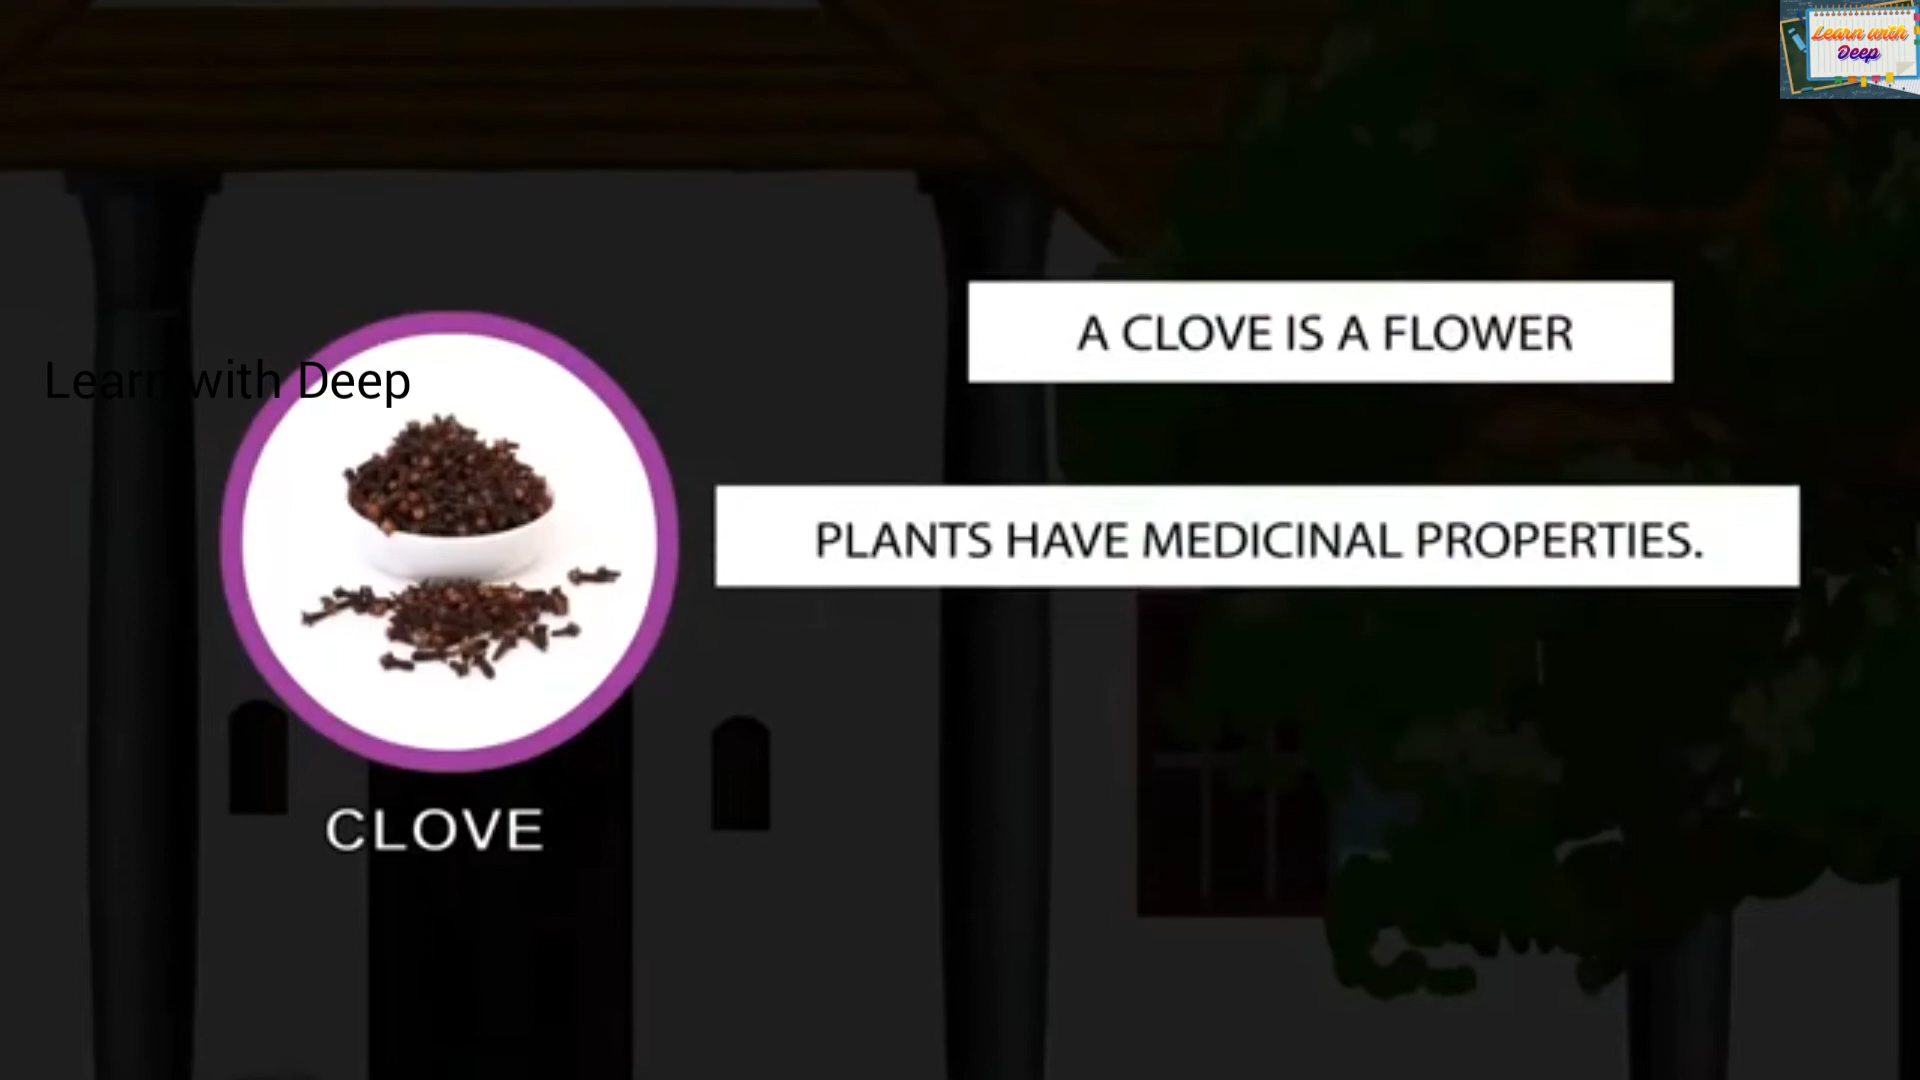 Learn with
Deep
A CLOVE IS A FLOWER
Learn with Deep
PLANTS HAVE MEDICINAL PROPERTIES.
CLOVE